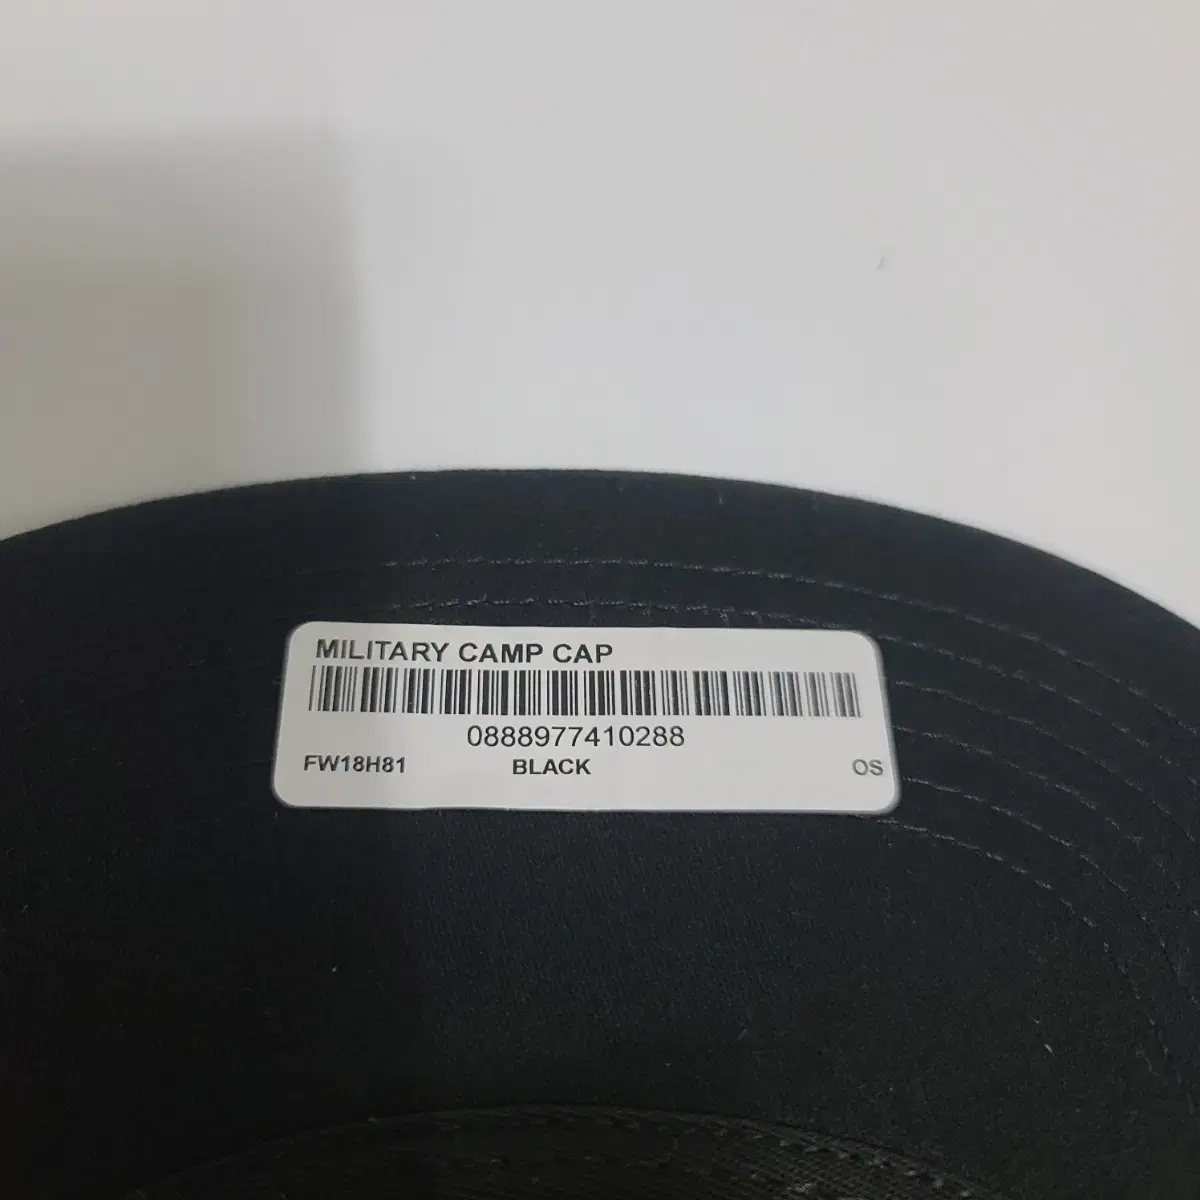 MILITARY CAMP CAP
0888977410288
FW18H81 BLACK OS